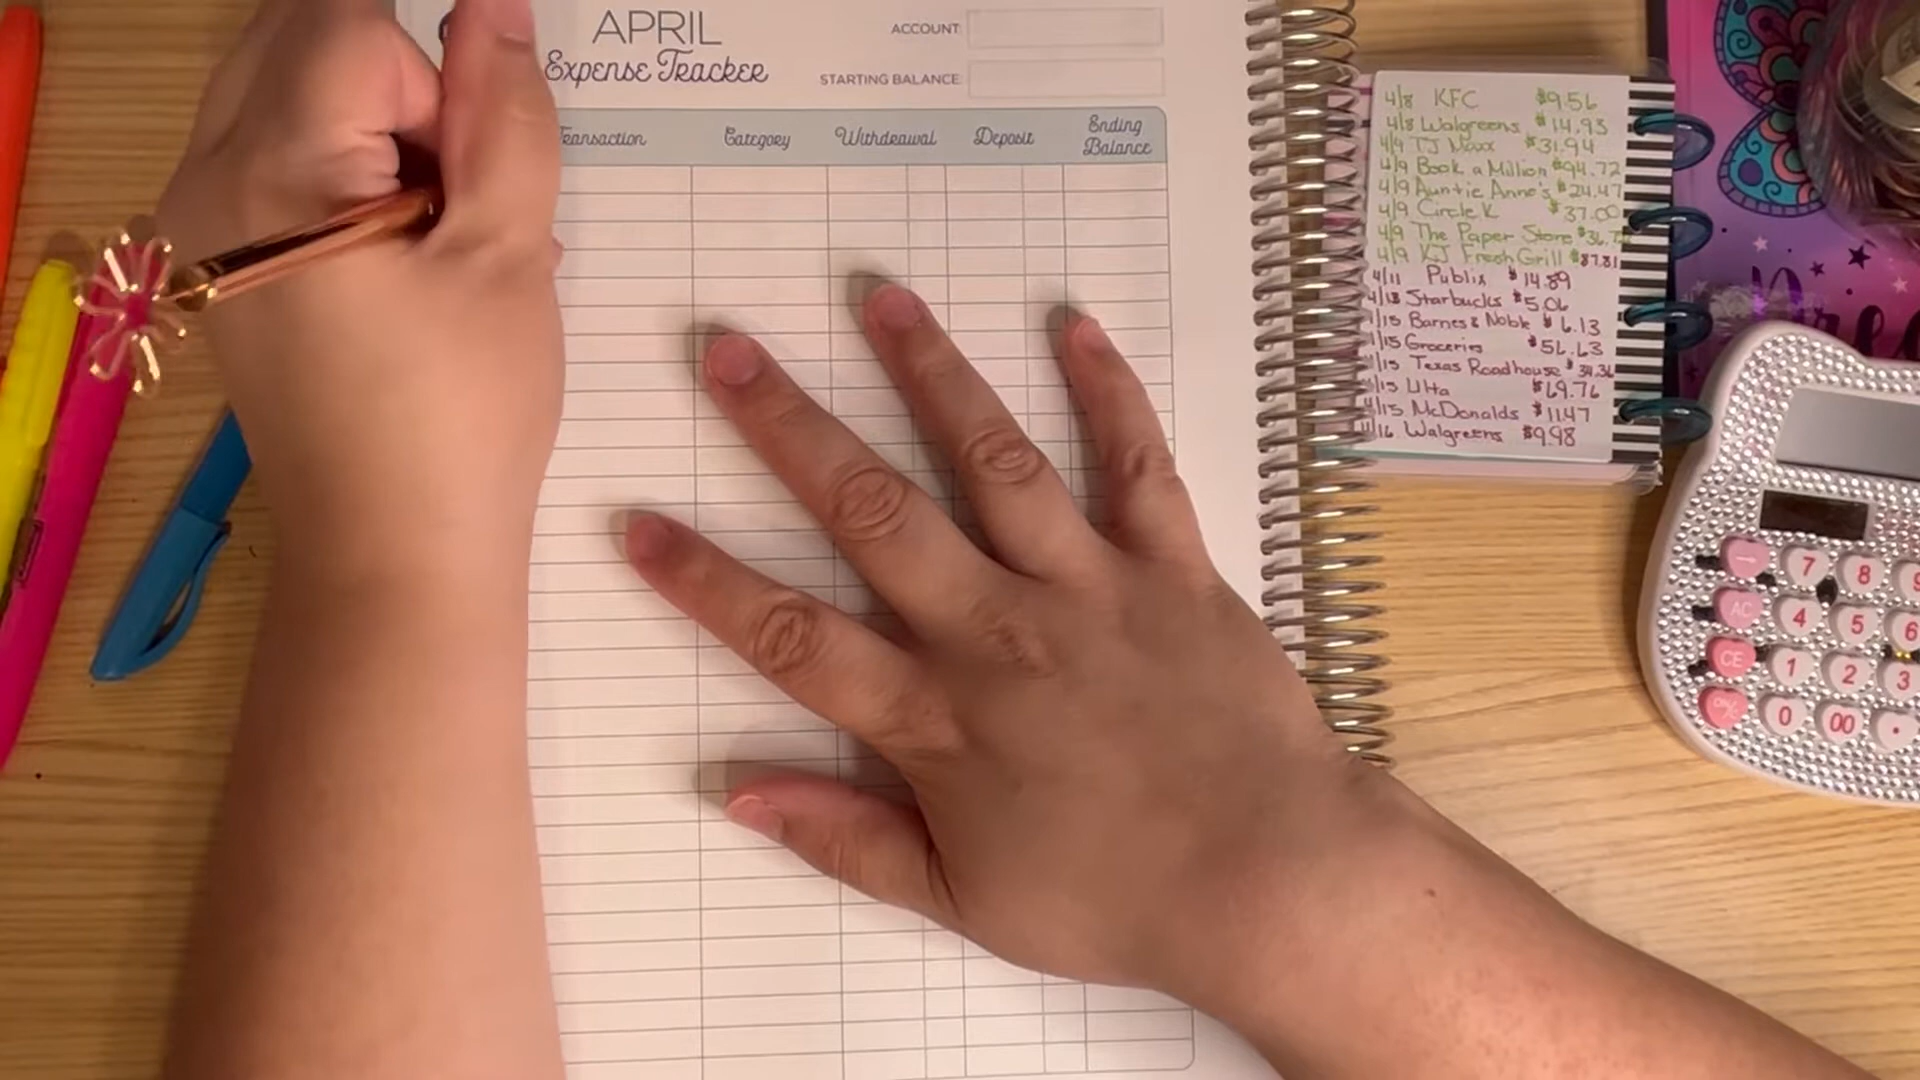 APRIL
Expense Tracker
ACCOUNT:
STARTING BALANCE:
Transaction Category Withdrawal Deposit Ending Balance
4/8 KFC $9.56
4/8 Walgreens $14.93
4/9 TJ Maxx $31.94
4/9 Book a Million $94.72
4/9 Auntie Anne's $24.47
4/9 Circle K $37.00
4/9 The Paper Store
4/9 KJ Fresh Grill $87.81
4/11 Publix $14.89
4/13 Starbucks $5.06
/15 Barnes & Noble $6.13
/15 Groceries $56.63
/15 Texas Roadhouse $34.36
/15 Ulta $69.76
4/15 McDonalds $11.47
4/16 Walgreens $9.98
→ 7 8 9
AC 4 5 6
CE 1 2 3
0 00 .